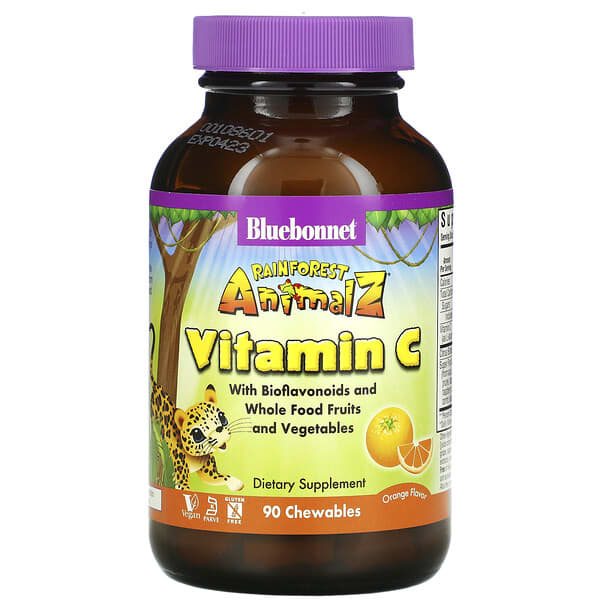 00108601
EXP0423
Bluebonnet
RAINFOREST
AnimalZ®
Vitamin C
With Bioflavonoids and
Whole Food Fruits
and Vegetables
Dietary Supplement
Orange Flavor
V
Vegan
PARVE
GLUTEN
FREE
90 Chewables